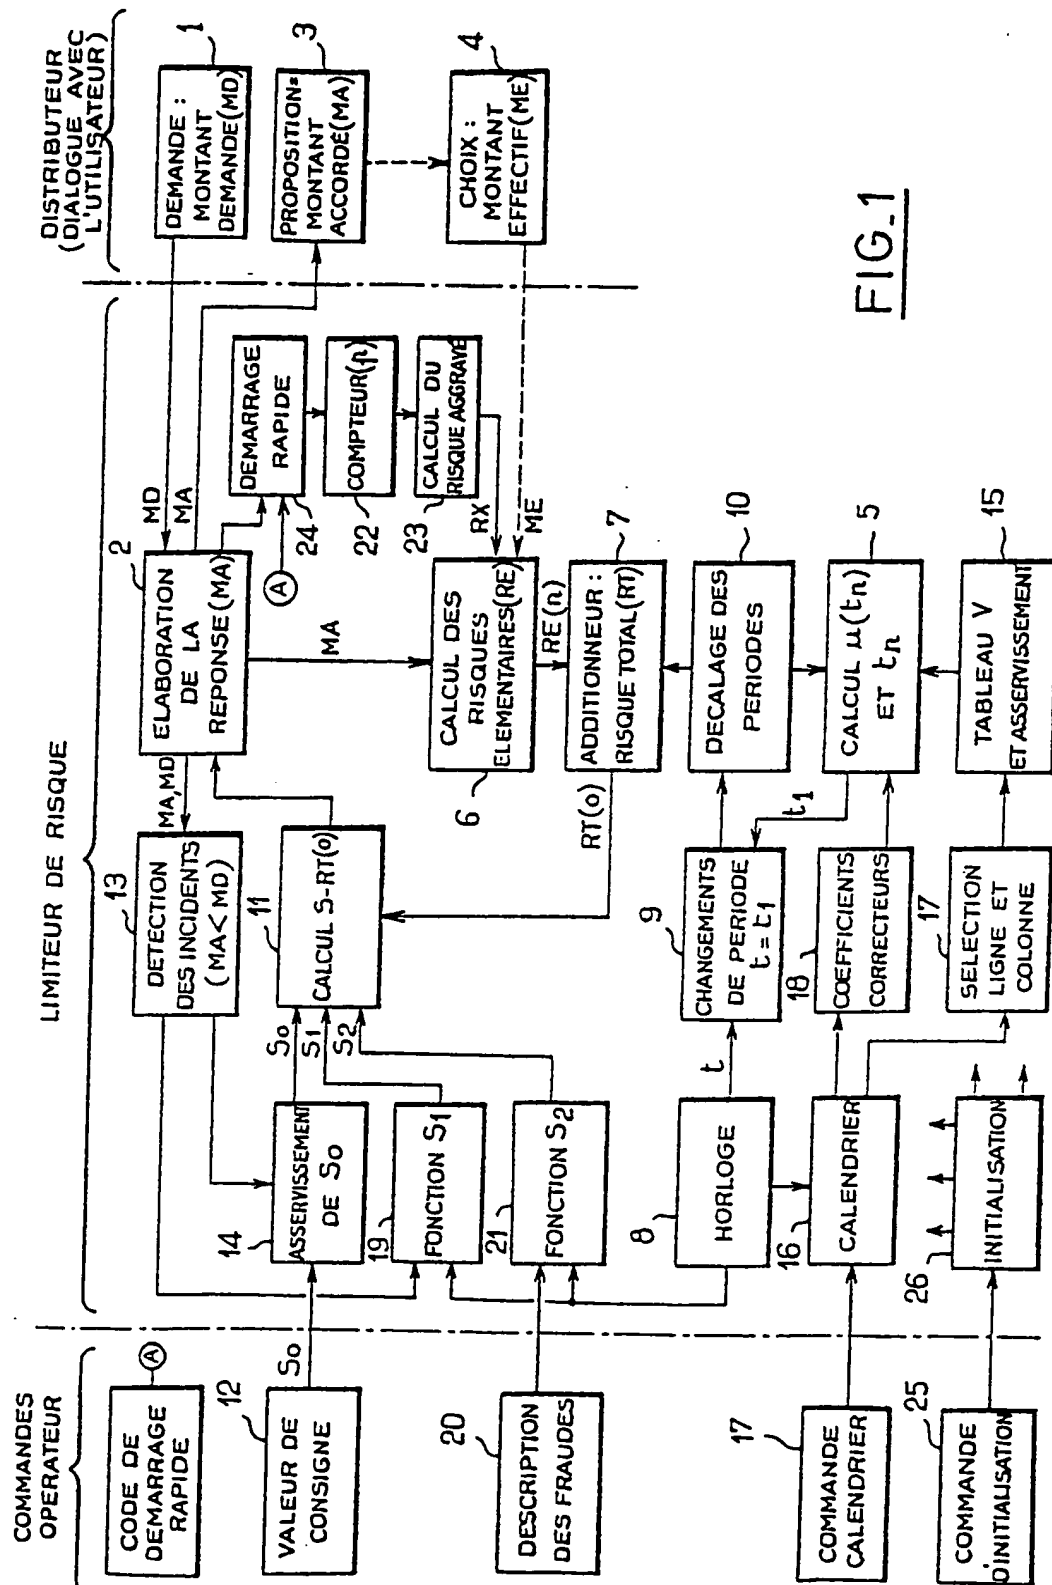 COMMANDES
OPERATEUR
CODE DE
DEMARRAGE
RAPIDE
A
12
VALEUR DE
CONSIGNE
So
20
DESCRIPTION
DES FRAUDES
17
COMMANDE
CALENDRIER
25
COMMANDE
D'INITIALISATION
LIMITEUR DE RISQUE
13
DETECTION
DES INCIDENTS
(MA<MD)
MA,MD
2
ELABORATION
DE LA
REPONSE(MA)
MD
MA
14
ASSERVISSEMENT
DE So
So
S1
S2
11
CALCUL S-RT(o)
19
FONCTION S1
21
FONCTION S2
MA
24
DEMARRAGE
RAPIDE
A
22
COMPTEUR(n)
23
CALCUL DU
RISQUE AGGRAVE
RX
ME
6
CALCUL DES
RISQUES
ELEMENTAIRES(RE)
RE(n)
7
ADDITIONNEUR:
RISQUE TOTAL(RT)
RT(o)
8
HORLOGE
t
9
CHANGEMENTS
DE PERIODE
t=t1
10
DECALAGE DES
PERIODES
t1
16
CALENDRIER
18
COEFFICIENTS
CORRECTEURS
5
CALCUL μ(tn)
ET tn
26
INITIALISATION
17
SELECTION
LIGNE ET
COLONNE
15
TABLEAU V
ET ASSERVISSEMENT
DISTRIBUTEUR
(DIALOGUE AVEC
L'UTILISATEUR)
1
DEMANDE:
MONTANT
DEMANDE(MD)
3
PROPOSITION=
MONTANT
ACCORDÉ(MA)
4
CHOIX:
MONTANT
EFFECTIF(ME)
FIG_1